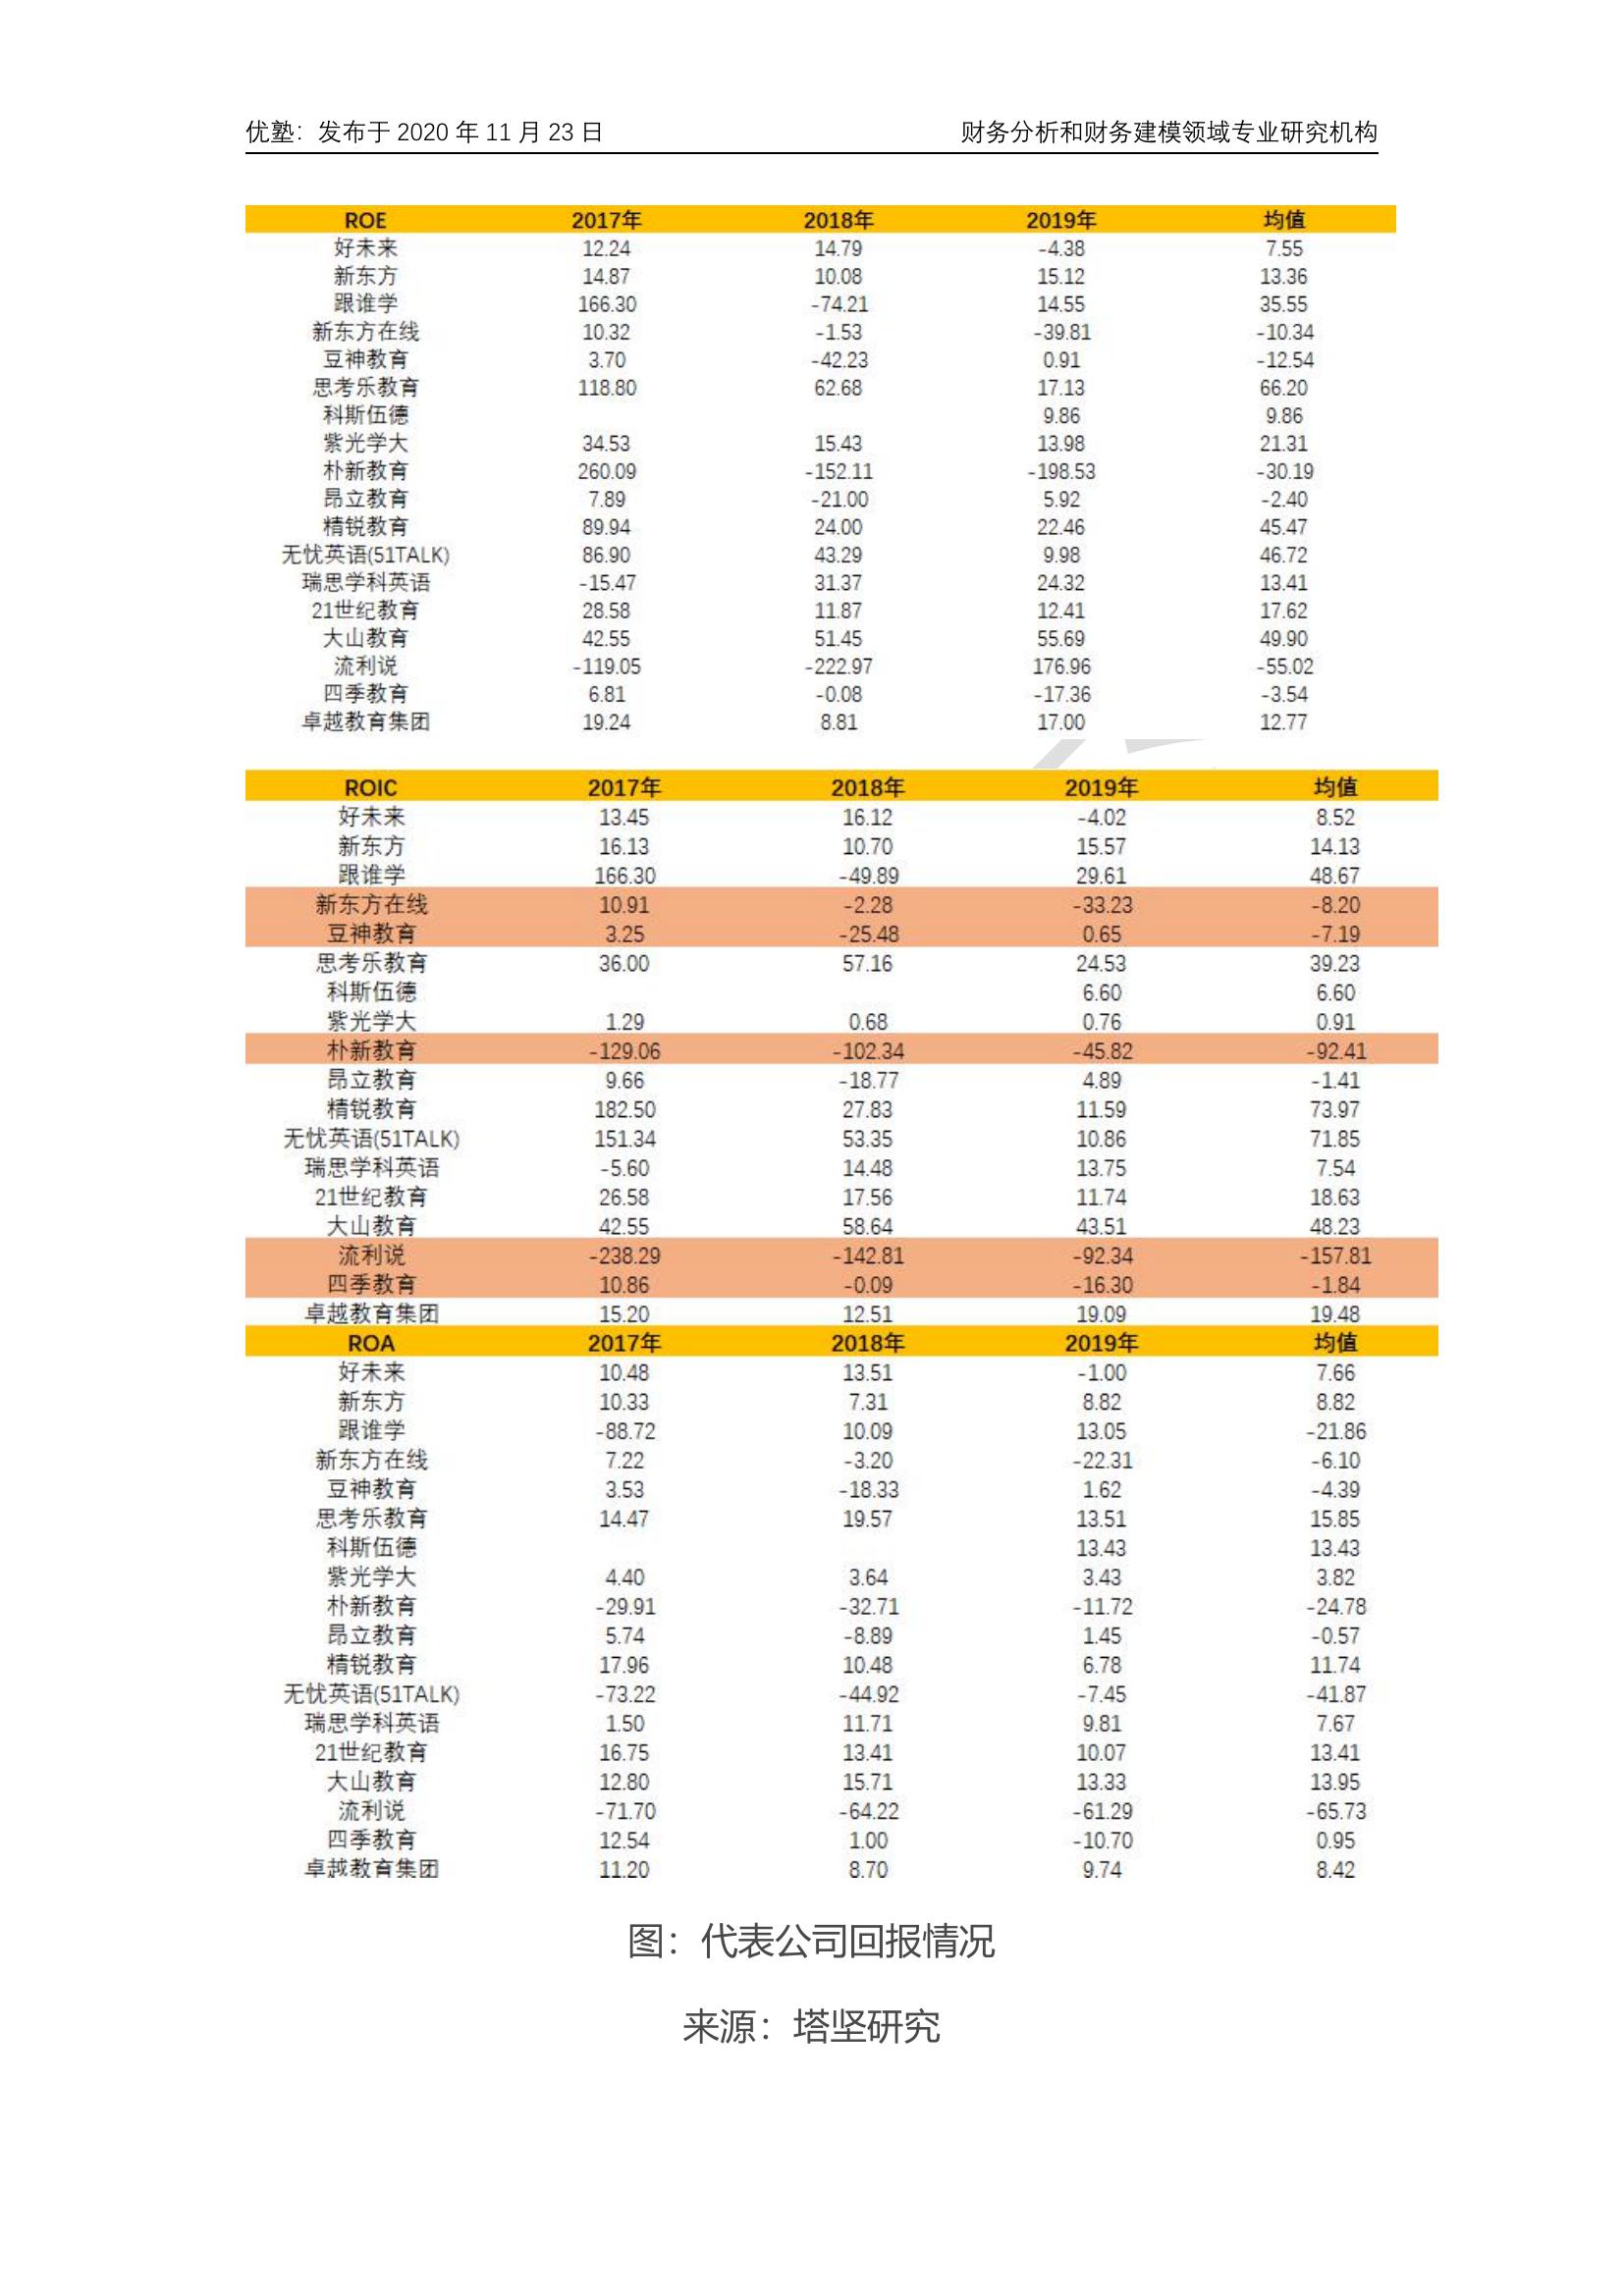 优塾：发布于 2020 年 11 月 23 日 财务分析和财务建模领域专业研究机构
ROE 2017年 2018年 2019年 均值
好未来 12.24 14.79 -4.38 7.55
新东方 14.87 10.08 15.12 13.36
跟谁学 166.30 -74.21 14.55 35.55
新东方在线 10.32 -1.53 -39.81 -10.34
豆神教育 3.70 -42.23 0.91 -12.54
思考乐教育 118.80 62.68 17.13 66.20
科斯伍德 9.86 9.86
紫光学大 34.53 15.43 13.98 21.31
朴新教育 260.09 -152.11 -198.53 -30.19
昂立教育 7.89 -21.00 5.92 -2.40
精锐教育 89.94 24.00 22.46 45.47
无忧英语(51TALK) 86.90 43.29 9.98 46.72
瑞思学科英语 -15.47 31.37 24.32 13.41
21世纪教育 28.58 11.87 12.41 17.62
大山教育 42.55 51.45 55.69 49.90
流利说 -119.05 -222.97 176.96 -55.02
四季教育 6.81 -0.08 -17.36 -3.54
卓越教育集团 19.24 8.81 17.00 12.77
ROIC 2017年 2018年 2019年 均值
好未来 13.45 16.12 -4.02 8.52
新东方 16.13 10.70 15.57 14.13
跟谁学 166.30 -49.89 29.61 48.67
新东方在线 10.91 -2.28 -33.23 -8.20
豆神教育 3.25 -25.48 0.65 -7.19
思考乐教育 36.00 57.16 24.53 39.23
科斯伍德 6.60 6.60
紫光学大 1.29 0.68 0.76 0.91
朴新教育 -129.06 -102.34 -45.82 -92.41
昂立教育 9.66 -18.77 4.89 -1.41
精锐教育 182.50 27.83 11.59 73.97
无忧英语(51TALK) 151.34 53.35 10.86 71.85
瑞思学科英语 -5.60 14.48 13.75 7.54
21世纪教育 26.58 17.56 11.74 18.63
大山教育 42.55 58.64 43.51 48.23
流利说 -238.29 -142.81 -92.34 -157.81
四季教育 10.86 -0.09 -16.30 -1.84
卓越教育集团 15.20 12.51 19.09 19.48
ROA 2017年 2018年 2019年 均值
好未来 10.48 13.51 -1.00 7.66
新东方 10.33 7.31 8.82 8.82
跟谁学 -88.72 10.09 13.05 -21.86
新东方在线 7.22 -3.20 -22.31 -6.10
豆神教育 3.53 -18.33 1.62 -4.39
思考乐教育 14.47 19.57 13.51 15.85
科斯伍德 13.43 13.43
紫光学大 4.40 3.64 3.43 3.82
朴新教育 -29.91 -32.71 -11.72 -24.78
昂立教育 5.74 -8.89 1.45 -0.57
精锐教育 17.96 10.48 6.78 11.74
无忧英语(51TALK) -73.22 -44.92 -7.45 -41.87
瑞思学科英语 1.50 11.71 9.81 7.67
21世纪教育 16.75 13.41 10.07 13.41
大山教育 12.80 15.71 13.33 13.95
流利说 -71.70 -64.22 -61.29 -65.73
四季教育 12.54 1.00 -10.70 0.95
卓越教育集团 11.20 8.70 9.74 8.42
图：代表公司回报情况
来源：塔坚研究